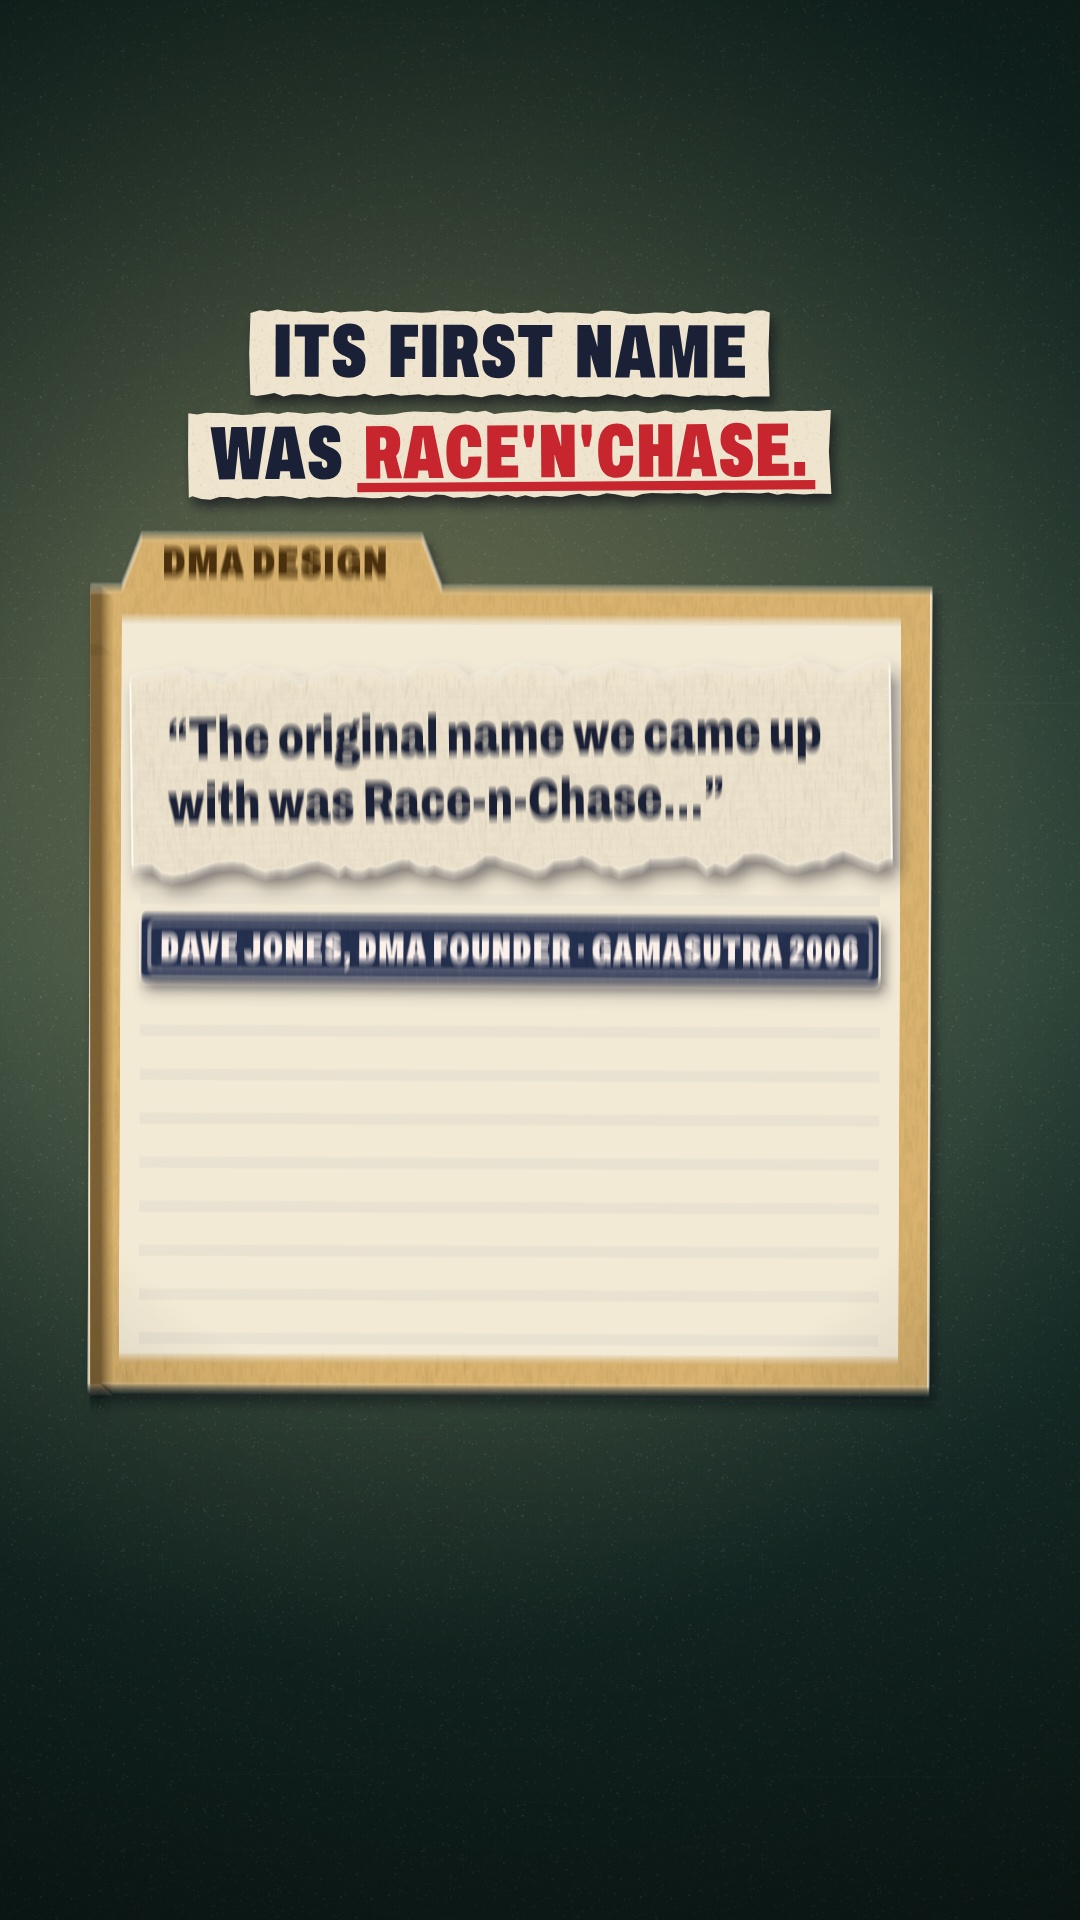 ITS FIRST NAME
WAS RACE'N'CHASE.
DMA DESIGN
“The original name we came up
with was Race-n-Chase...”
DAVE JONES, DMA FOUNDER · GAMASUTRA 2006